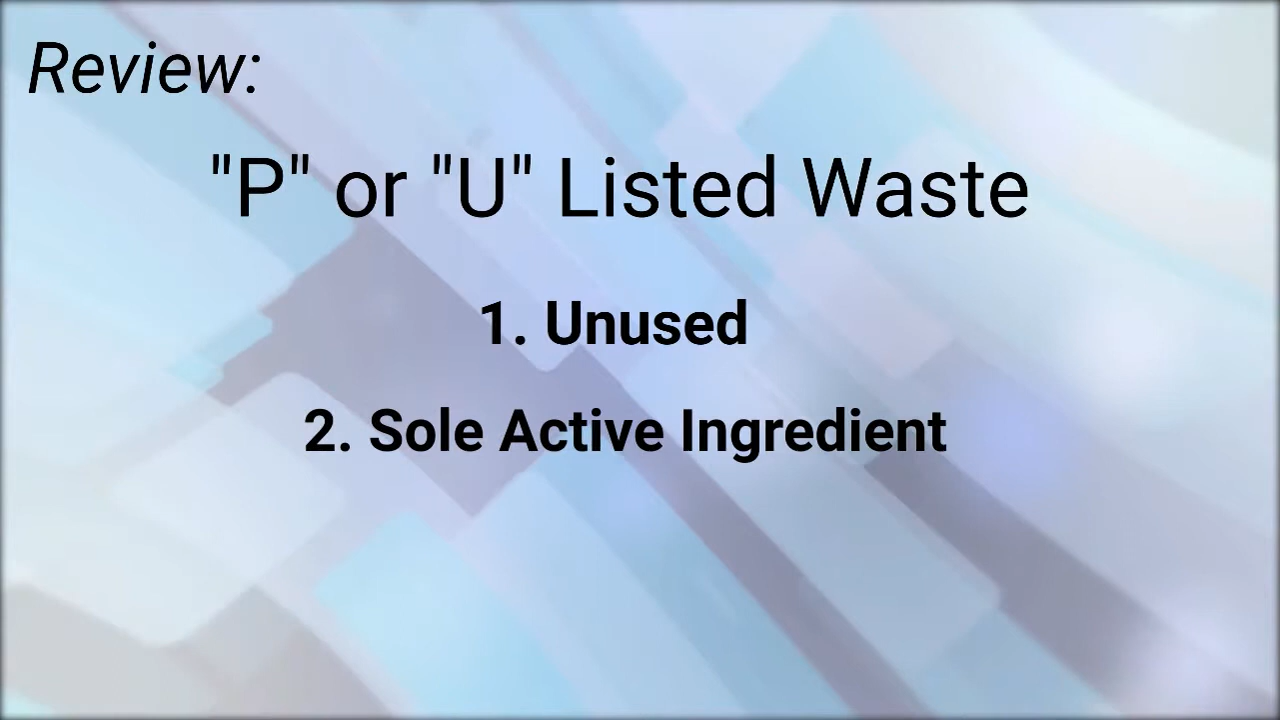 Review:
"P" or "U" Listed Waste
1. Unused
2. Sole Active Ingredient